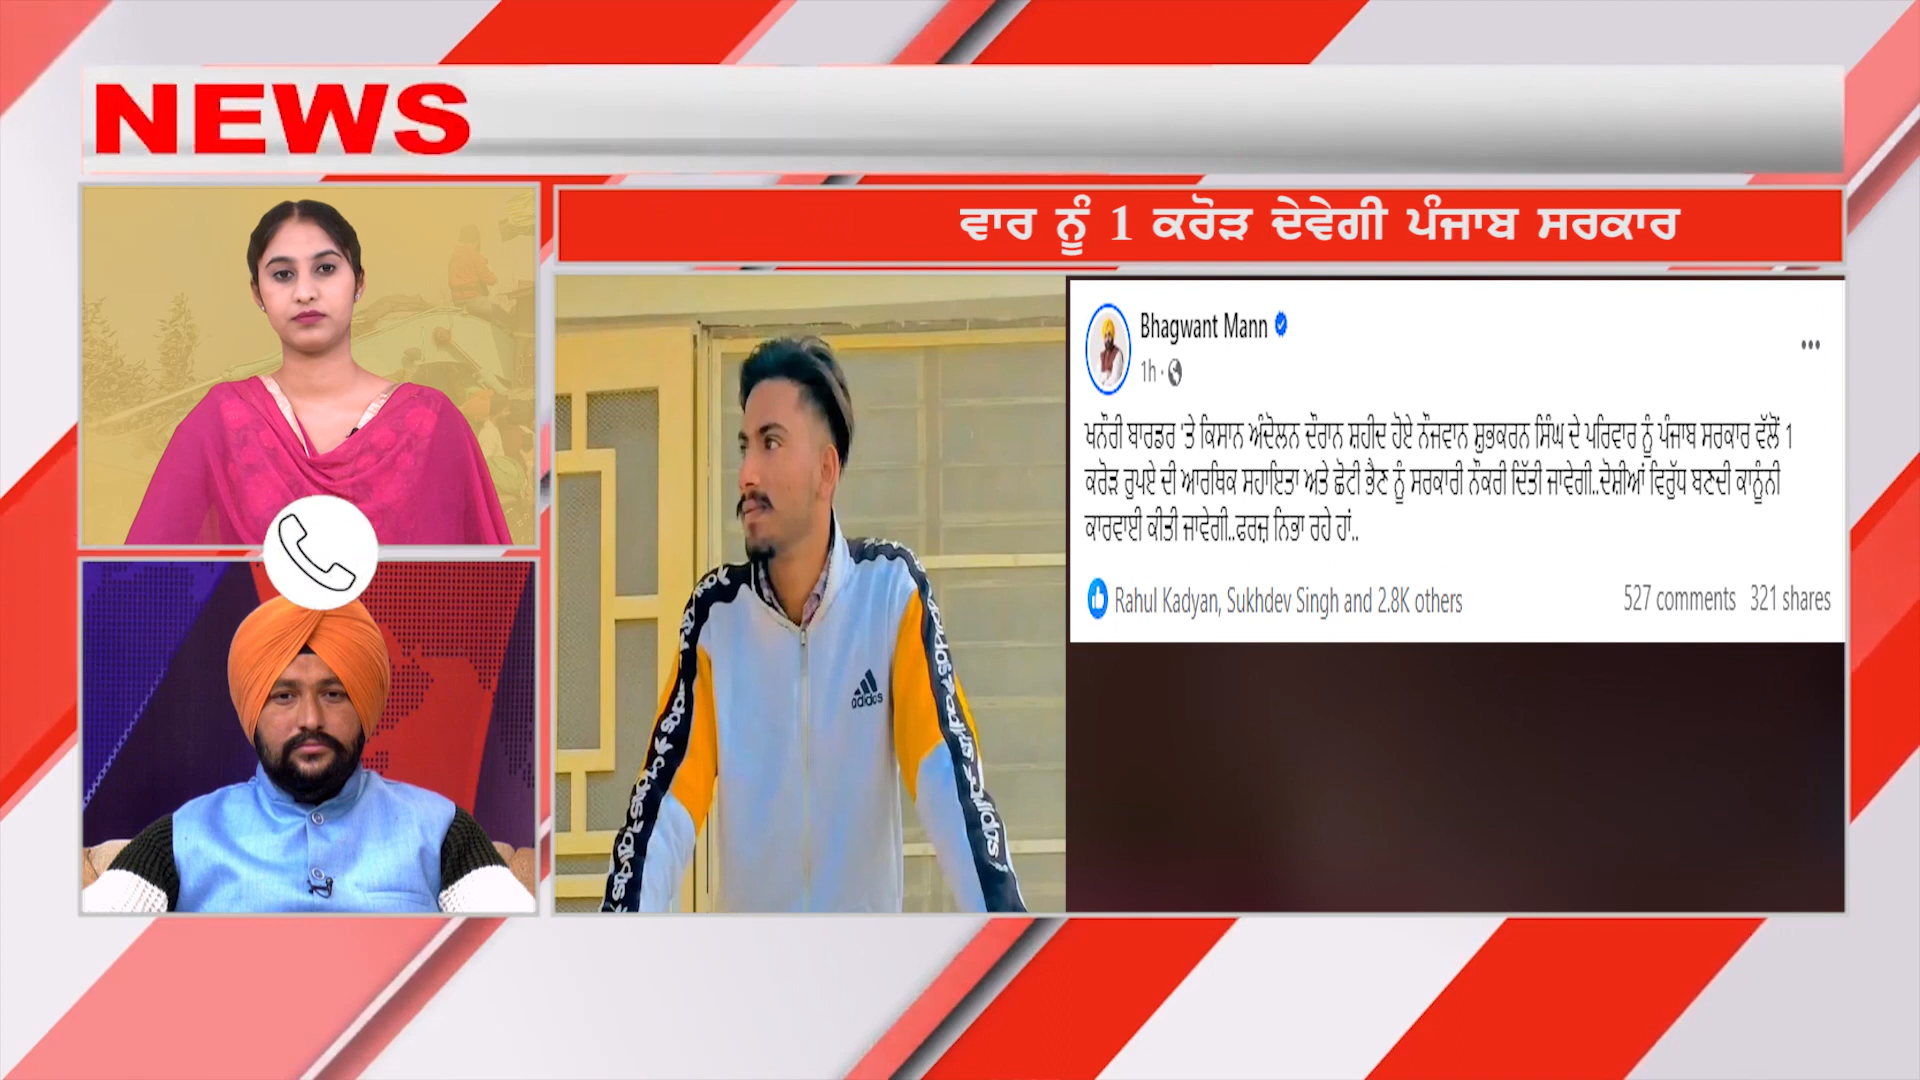 NEWS
ਵਾਰ ਨੂੰ 1 ਕਰੋੜ ਦੇਵੇਗੀ ਪੰਜਾਬ ਸਰਕਾਰ
Bhagwant Mann
1h ·
ਖਨੌਰੀ ਬਾਰਡਰ 'ਤੇ ਕਿਸਾਨ ਅੰਦੋਲਨ ਦੌਰਾਨ ਸ਼ਹੀਦ ਹੋਏ ਨੌਜਵਾਨ ਸ਼ੁਭਕਰਨ ਸਿੰਘ ਦੇ ਪਰਿਵਾਰ ਨੂੰ ਪੰਜਾਬ ਸਰਕਾਰ ਵੱਲੋਂ 1
ਕਰੋੜ ਰੁਪਏ ਦੀ ਆਰਥਿਕ ਸਹਾਇਤਾ ਅਤੇ ਛੋਟੀ ਭੈਣ ਨੂੰ ਸਰਕਾਰੀ ਨੌਕਰੀ ਦਿੱਤੀ ਜਾਵੇਗੀ..ਦੋਸ਼ੀਆਂ ਵਿਰੁੱਧ ਬਣਦੀ ਕਾਨੂੰਨੀ
ਕਾਰਵਾਈ ਕੀਤੀ ਜਾਵੇਗੀ..ਫਰਜ਼ ਨਿਭਾ ਰਹੇ ਹਾਂ..
Rahul Kadyan, Sukhdev Singh and 2.8K others
527 comments 321 shares
adidas